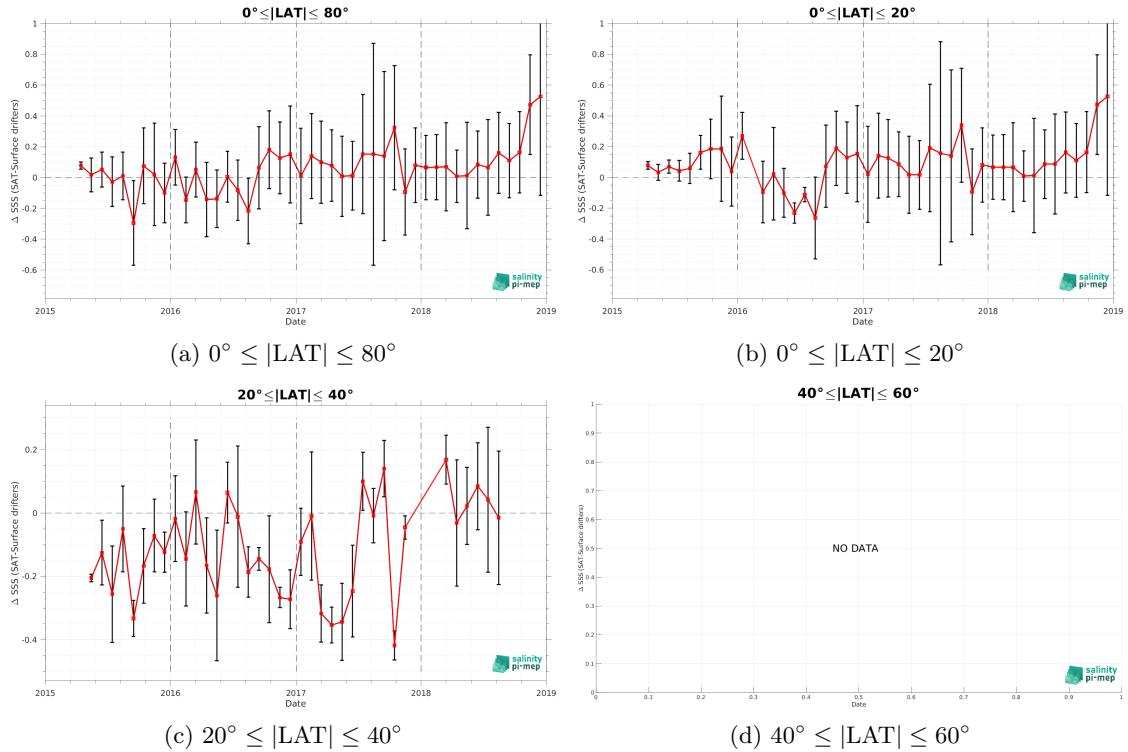 0°≤|LAT|≤ 80°
Δ SSS (SAT-Surface drifters)
1
0.8
0.6
0.4
0.2
0
-0.2
-0.4
-0.6
2015 2016 2017 2018 2019
Date
salinity
pi-mep
(a) 0° ≤ |LAT| ≤ 80°
0°≤|LAT|≤ 20°
Δ SSS (SAT-Surface drifters)
1
0.8
0.6
0.4
0.2
0
-0.2
-0.4
-0.6
2015 2016 2017 2018 2019
Date
salinity
pi-mep
(b) 0° ≤ |LAT| ≤ 20°
20°≤|LAT|≤ 40°
Δ SSS (SAT-Surface drifters)
0.2
0
-0.2
-0.4
2015 2016 2017 2018 2019
Date
salinity
pi-mep
(c) 20° ≤ |LAT| ≤ 40°
40°≤|LAT|≤ 60°
Δ SSS (SAT-Surface drifters)
1
0.9
0.8
0.7
0.6
0.5
0.4
0.3
0.2
0.1
0
NO DATA
0 0.1 0.2 0.3 0.4 0.5 0.6 0.7 0.8 0.9 1
Date
salinity
pi-mep
(d) 40° ≤ |LAT| ≤ 60°